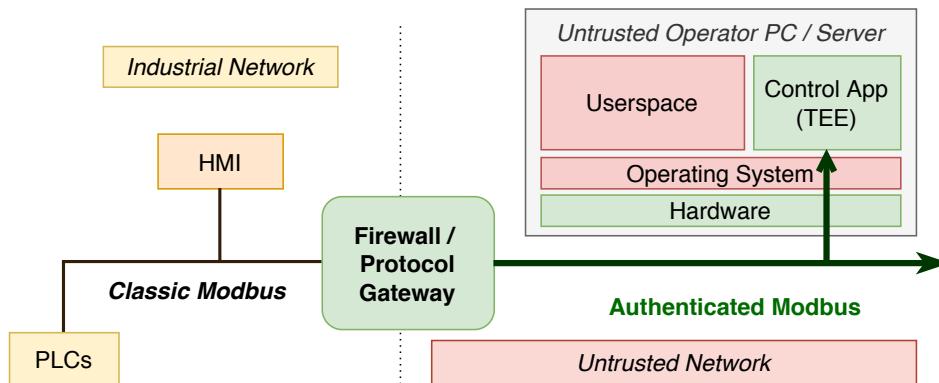 Untrusted Operator PC / Server
Industrial Network
Userspace
Control App
(TEE)
HMI
Operating System
Hardware
Firewall /
Protocol
Gateway
Classic Modbus
Authenticated Modbus
PLCs
Untrusted Network